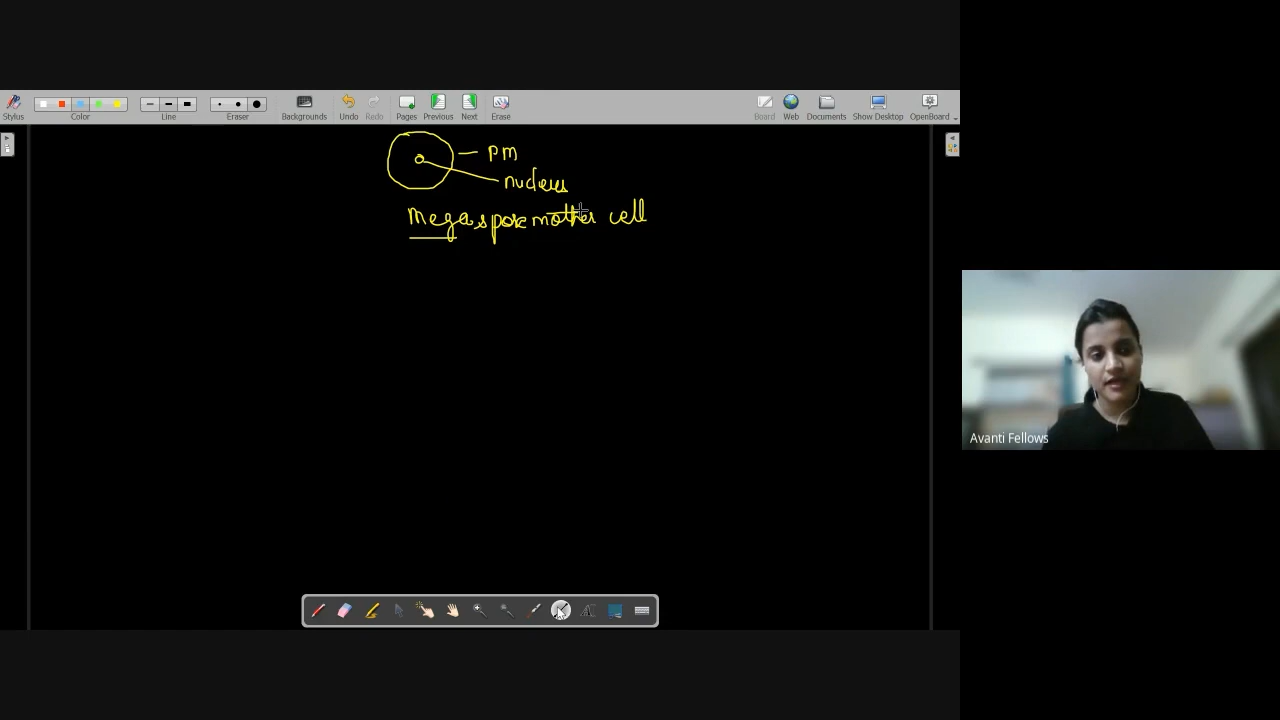 Stylus Color Line Eraser Backgrounds Undo Redo Pages Previous Next Erase Board Web Documents Show Desktop OpenBoard
pm
nucleus
Megaspore mother cell
Avanti Fellows